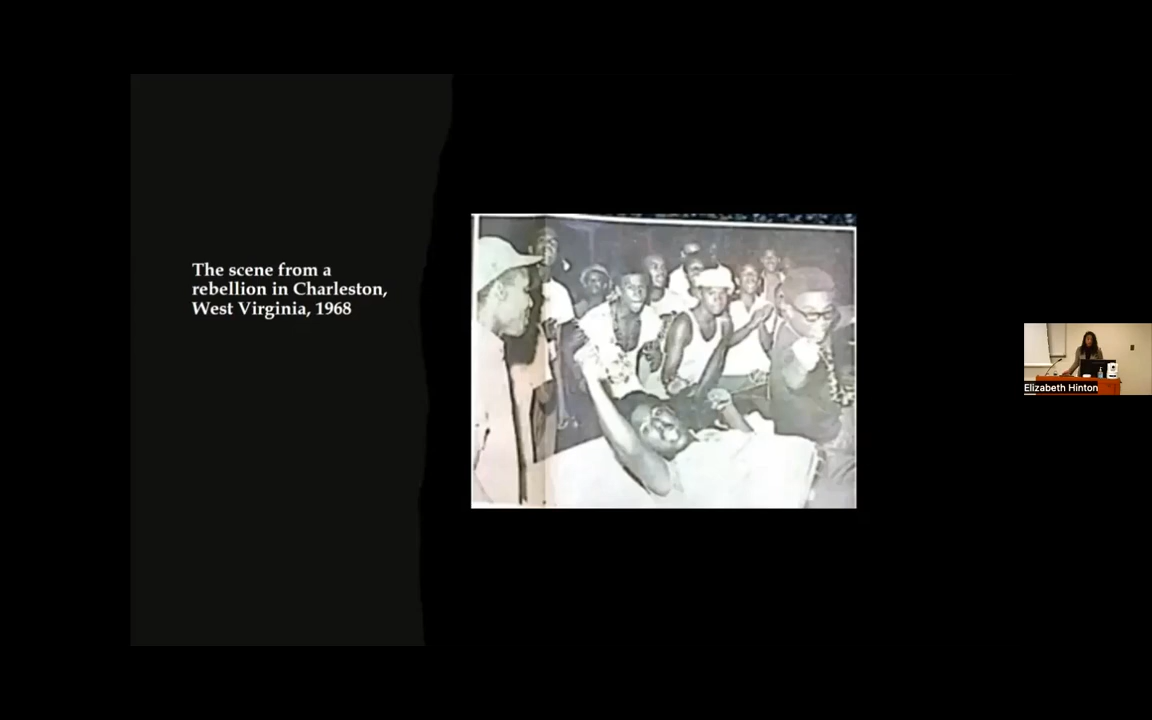 The scene from a
rebellion in Charleston,
West Virginia, 1968
Elizabeth Hinton